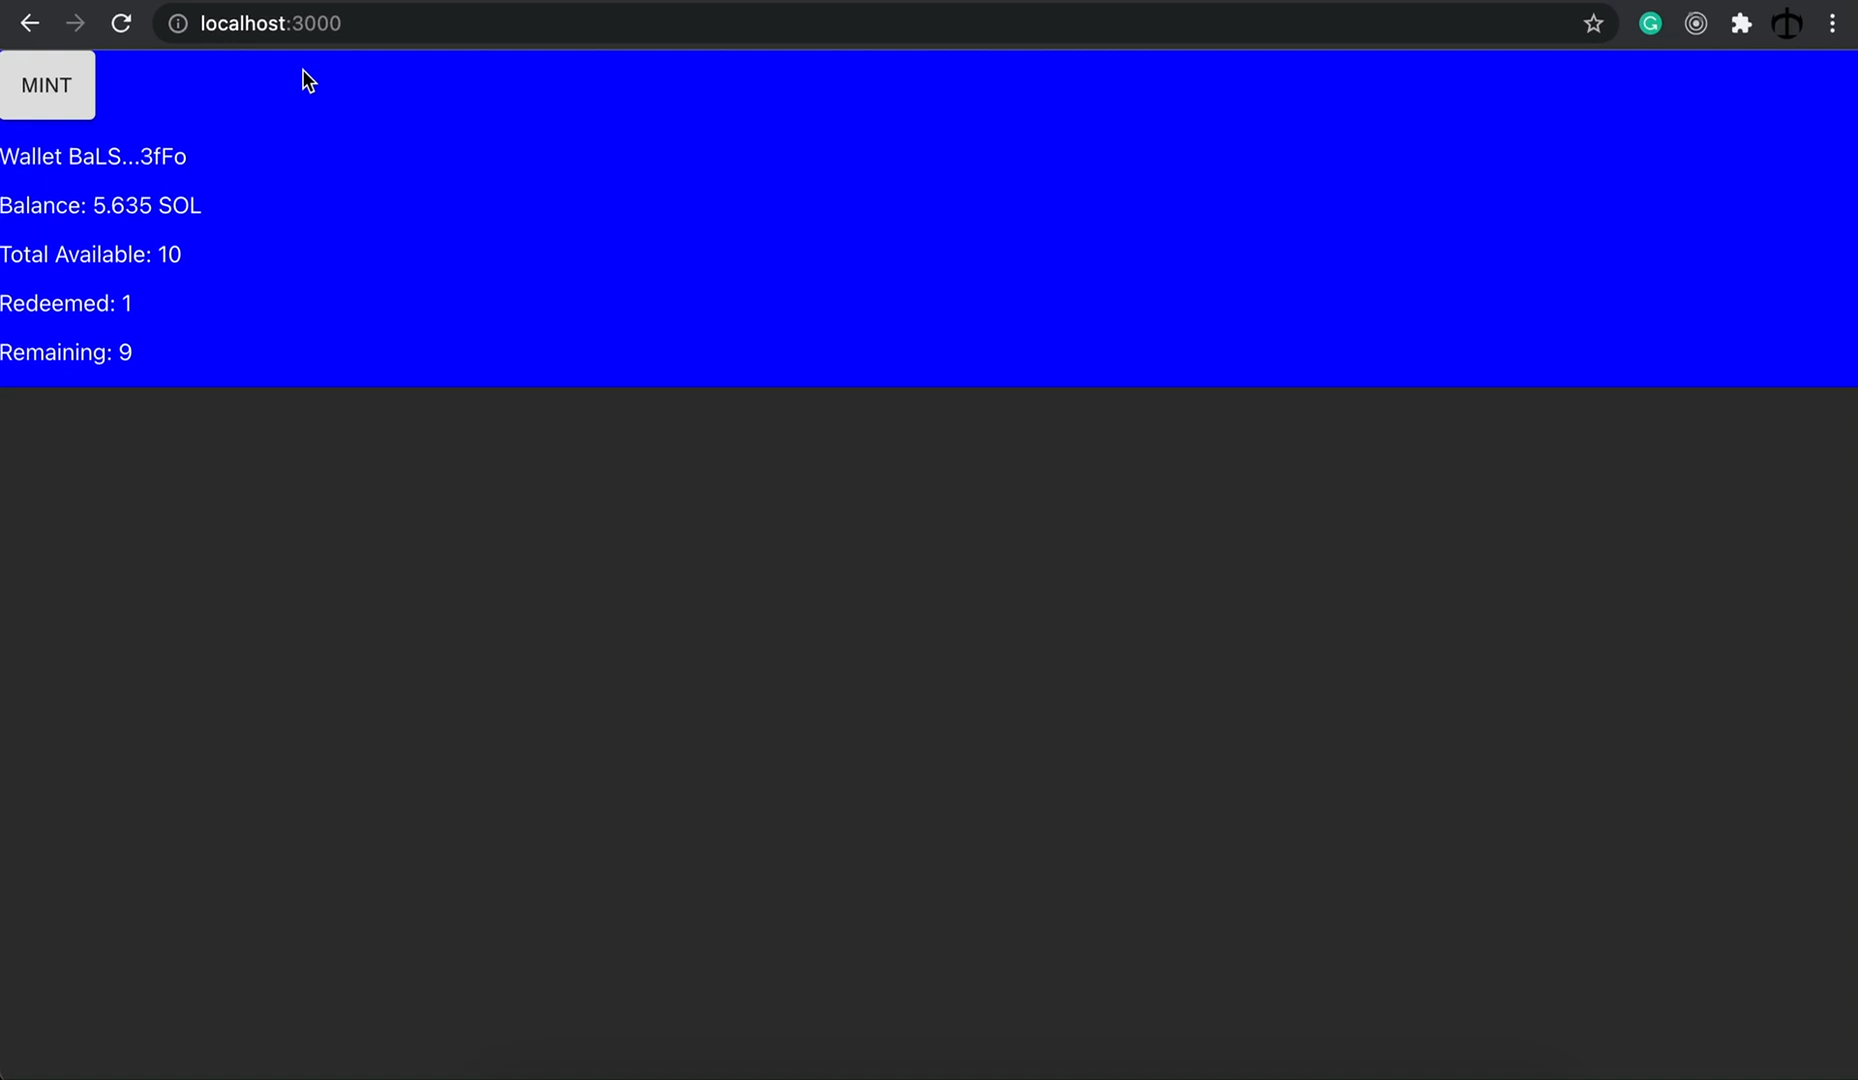 localhost:3000
MINT
Wallet BaLS...3fFo
Balance: 5.635 SOL
Total Available: 10
Redeemed: 1
Remaining: 9